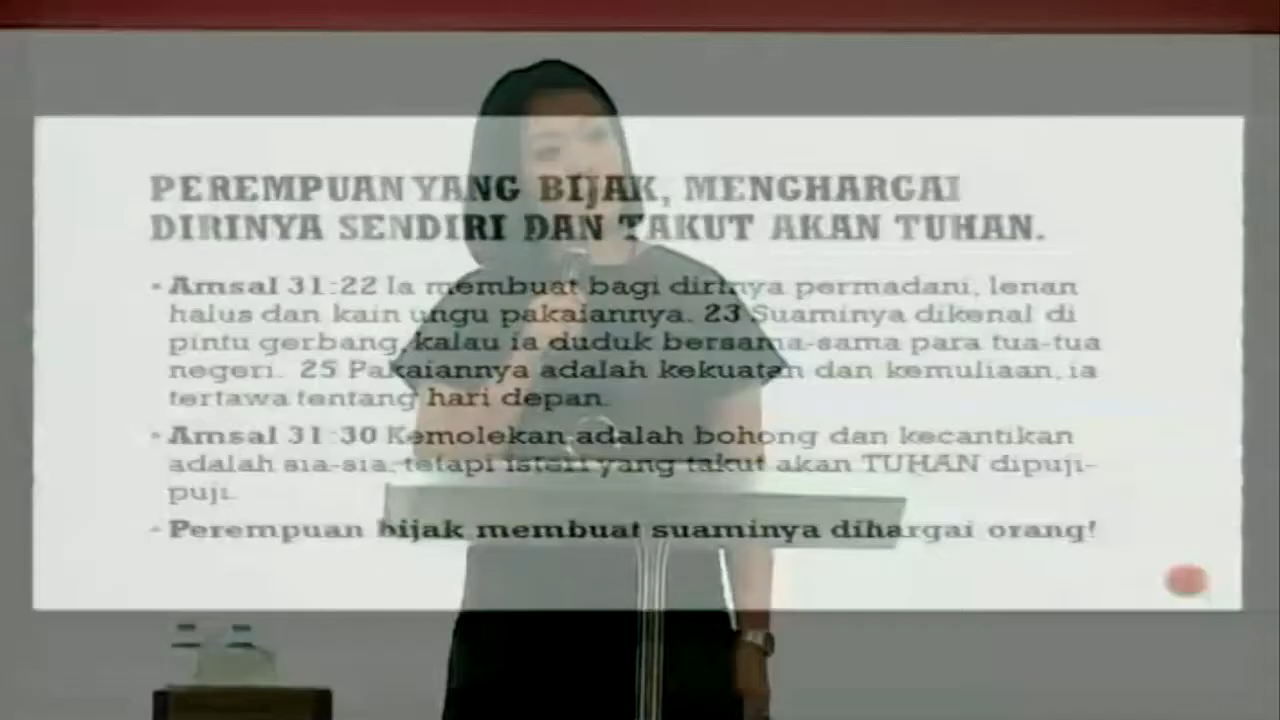 PEREMPUAN YANG BIJAK, MENGHARGAI
DIRINYA SENDIRI DAN TAKUT AKAN TUHAN.
• Amsal 31:22 Ia membuat bagi dirinya permadani, lenan
halus dan kain ungu pakaiannya. 23 Suaminya dikenal di
pintu gerbang, kalau ia duduk bersama-sama para tua-tua
negeri. 25 Pakaiannya adalah kekuatan dan kemuliaan, ia
tertawa tentang hari depan.
• Amsal 31:30 Kemolekan adalah bohong dan kecantikan
adalah sia-sia, tetapi isteri yang takut akan TUHAN dipuji-
puji.
• Perempuan bijak membuat suaminya dihargai orang!